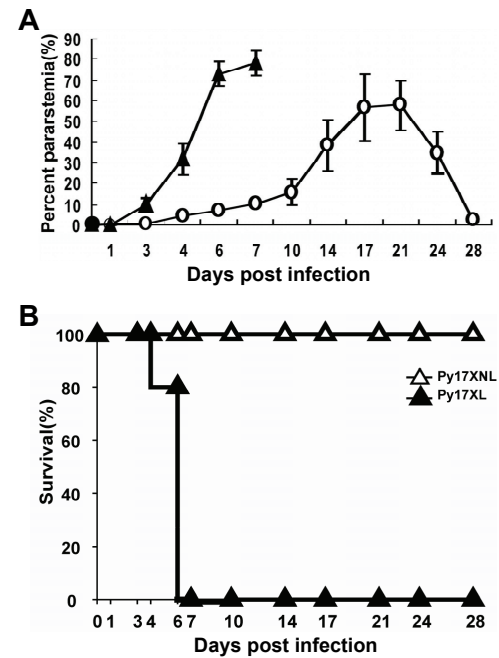 A
Percent pararstemia(%)
90
80
70
60
50
40
30
20
10
0
1 3 4 6 7 10 14 17 21 24 28
Days post infection
B
Survival(%)
100
80
60
40
20
0
Py17XNL
Py17XL
0 1 3 4 6 7 10 14 17 21 24 28
Days post infection